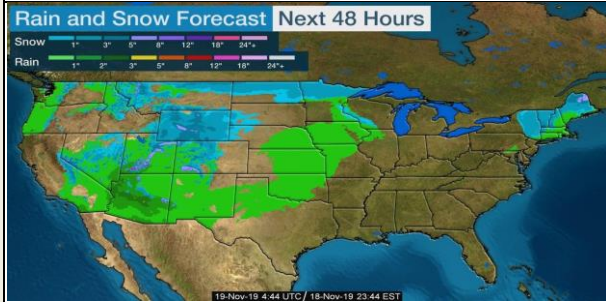 Rain and Snow Forecast Next 48 Hours
Snow
1" 3" 5" 8" 12" 18" 24"+
Rain
1" 2" 3" 5" 8" 12" 18" 24"+
19-Nov-19 4:44 UTC / 18-Nov-19 23:44 EST